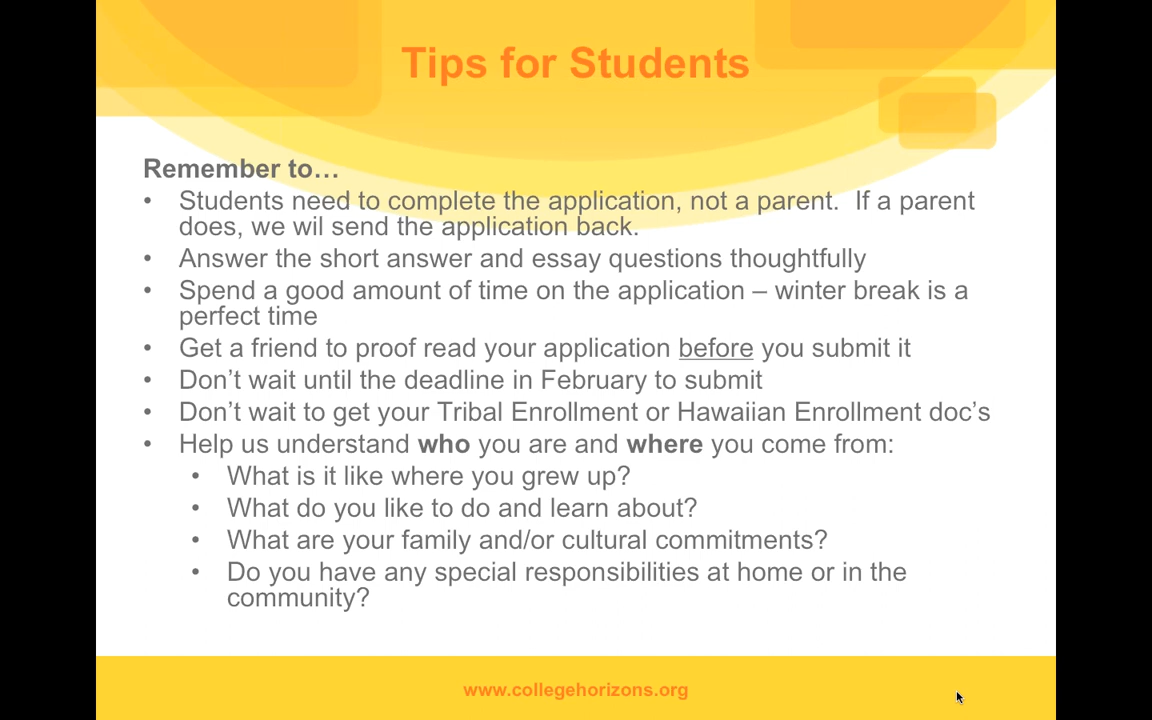 Tips for Students
Remember to…
• Students need to complete the application, not a parent.  If a parent
does, we wil send the application back.
• Answer the short answer and essay questions thoughtfully
• Spend a good amount of time on the application – winter break is a
perfect time
• Get a friend to proof read your application before you submit it
• Don’t wait until the deadline in February to submit
• Don’t wait to get your Tribal Enrollment or Hawaiian Enrollment doc’s
• Help us understand who you are and where you come from:
• What is it like where you grew up?
• What do you like to do and learn about?
• What are your family and/or cultural commitments?
• Do you have any special responsibilities at home or in the
community?
www.collegehorizons.org